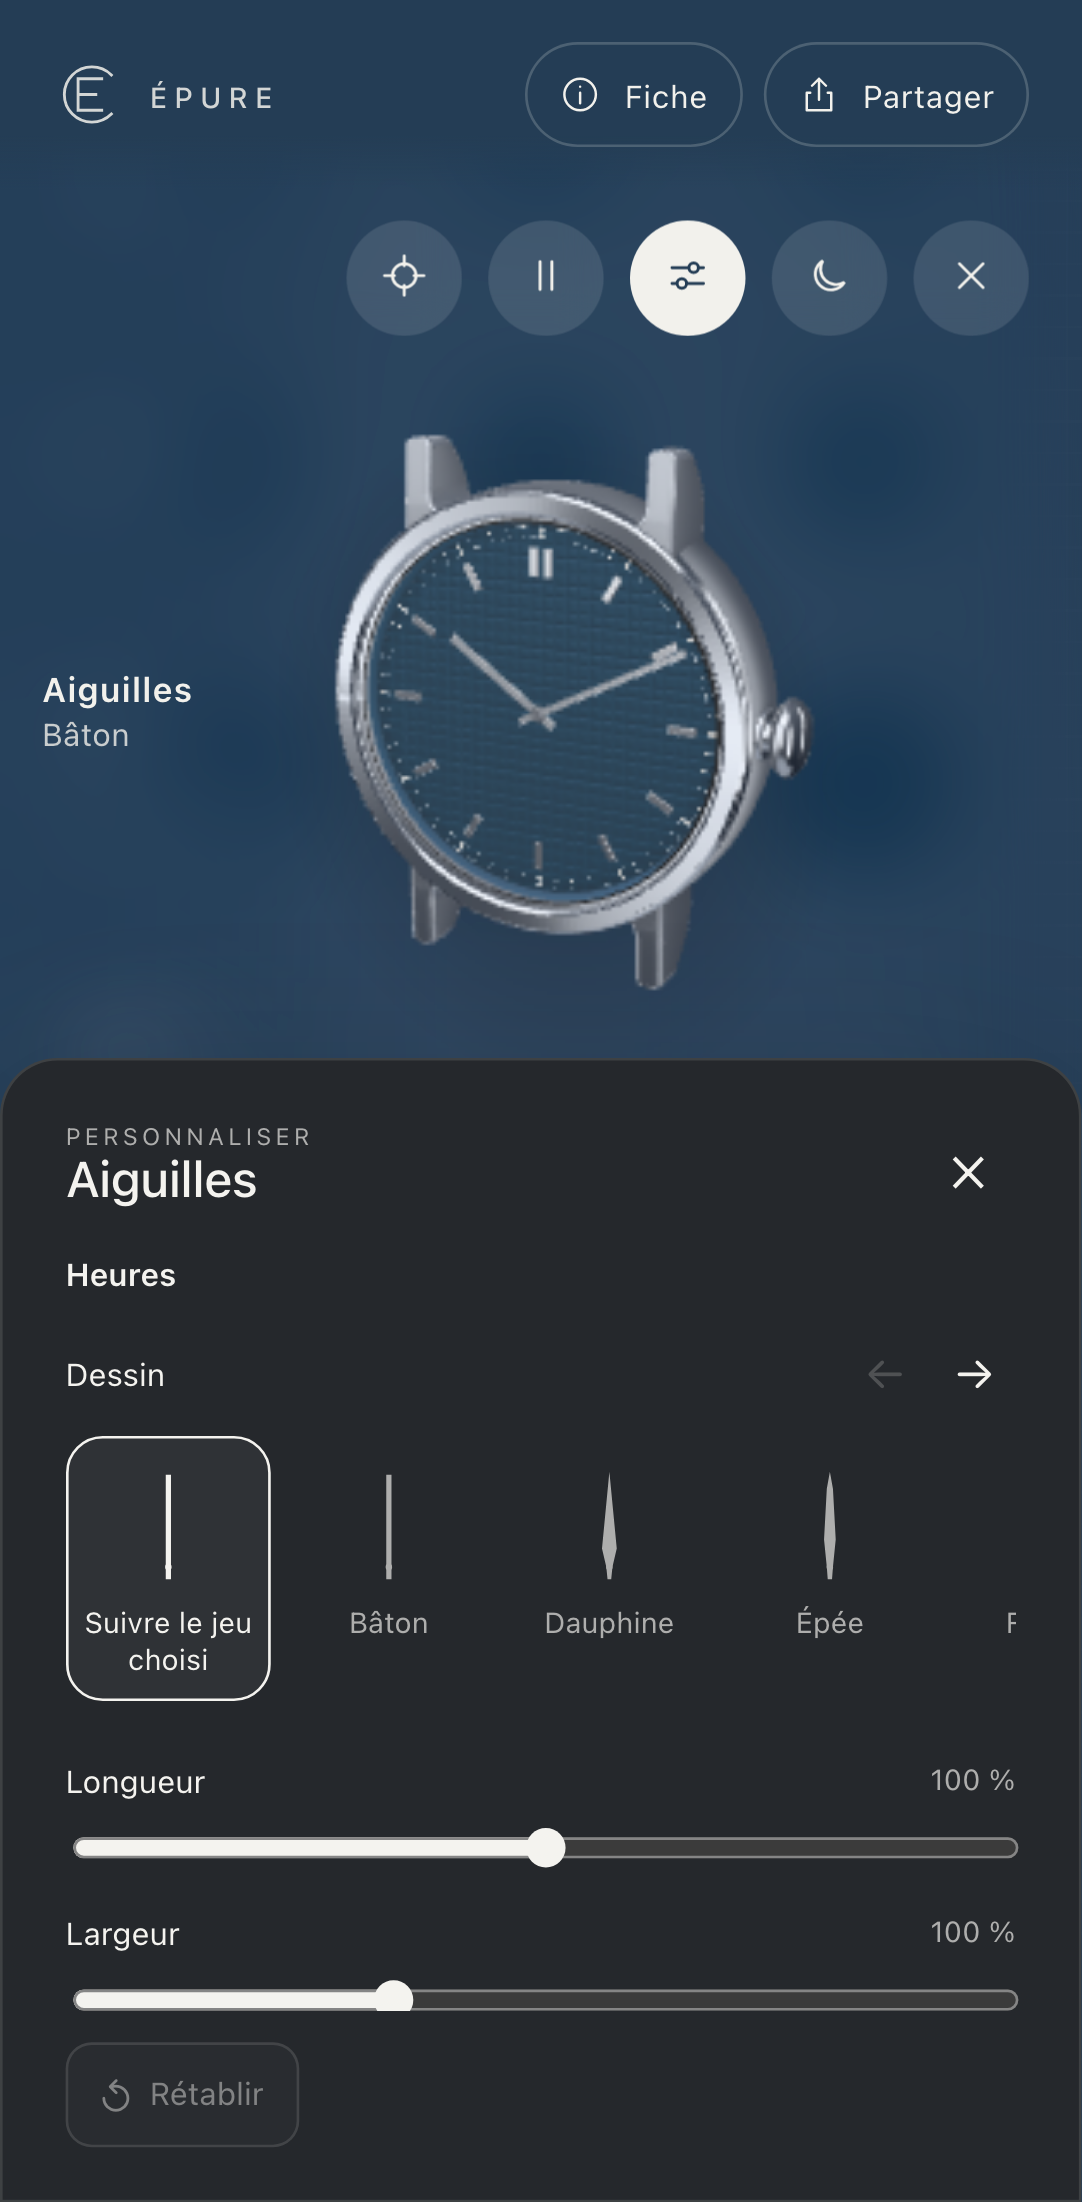 ÉPURE
Fiche
Partager
Aiguilles
Bâton
PERSONNALISER
Aiguilles
Heures
Dessin
Suivre le jeu
choisi
Bâton
Dauphine
Épée
Longueur
100 %
Largeur
100 %
Rétablir